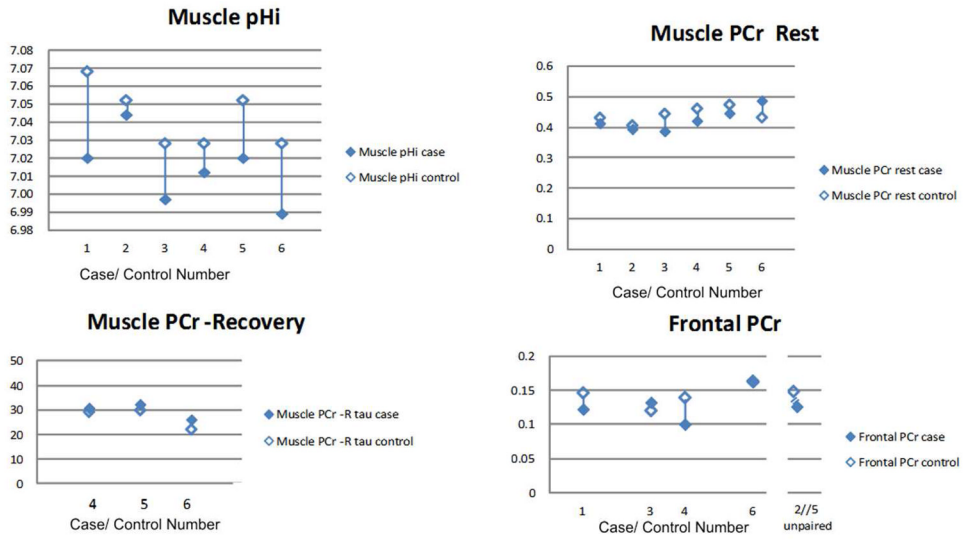 Muscle pHi
7.08
7.07
7.06
7.05
7.04
7.03
7.02
7.01
7.00
6.99
6.98
1 2 3 4 5 6
Case/ Control Number
Muscle pHi case
Muscle pHi control
Muscle PCr Rest
0.6
0.5
0.4
0.3
0.2
0.1
0
1 2 3 4 5 6
Case/ Control Number
Muscle PCr rest case
Muscle PCr rest control
Muscle PCr -Recovery
50
40
30
20
10
0
4 5 6
Case/ Control Number
Muscle PCr -R tau case
Muscle PCr -R tau control
Frontal PCr
0.2
0.15
0.1
0.05
0
1 3 4 6 2//5
unpaired
Case/ Control Number
Frontal PCr case
Frontal PCr control